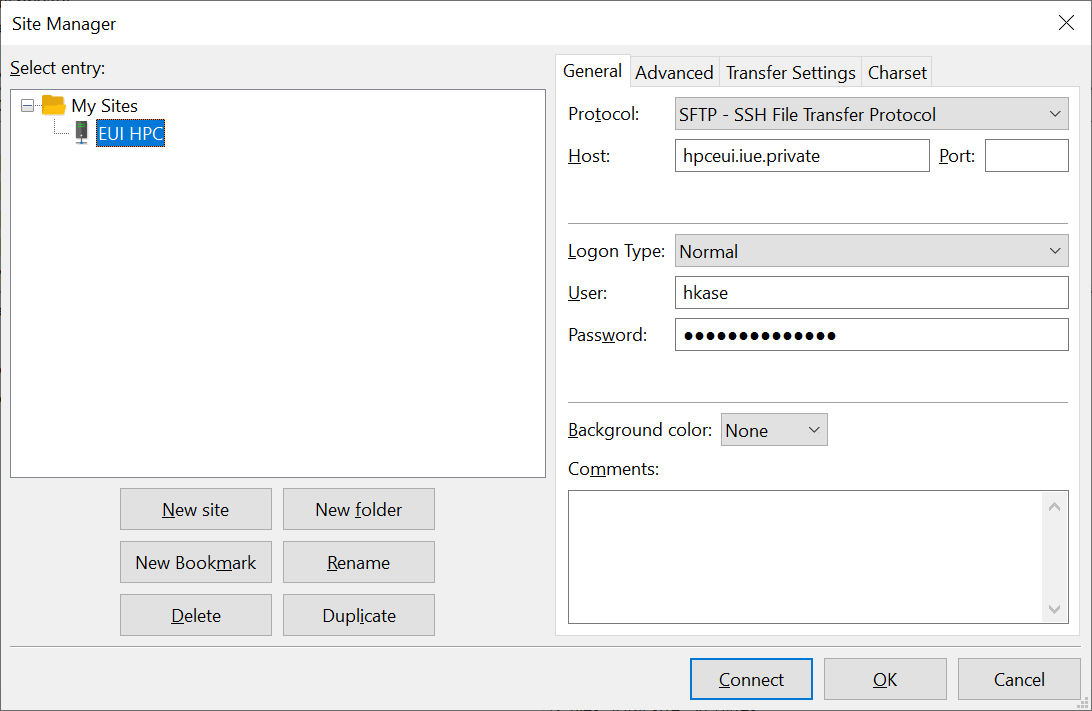 Site Manager
Select entry:
My Sites
EUI HPC
New site
New folder
New Bookmark
Rename
Delete
Duplicate
General
Advanced
Transfer Settings
Charset
Protocol:
SFTP - SSH File Transfer Protocol
Host:
hpceui.iue.private
Port:
Logon Type:
Normal
User:
hkase
Password:
●●●●●●●●●●●●●●
Background color:
None
Comments:
Connect
OK
Cancel